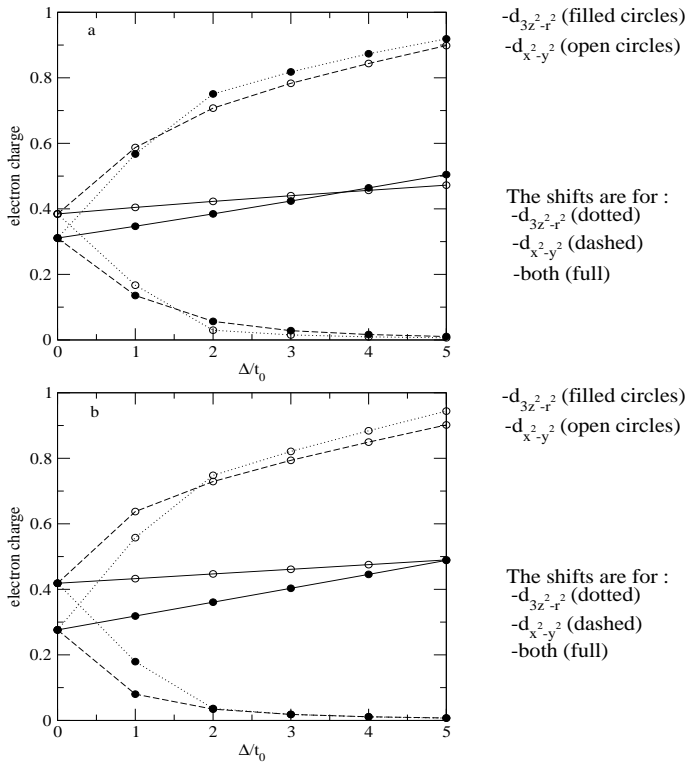 a
-d3z²-r² (filled circles)
-dx²-y² (open circles)
1
0.8
0.6
0.4
0.2
0
electron charge
The shifts are for :
-d3z²-r² (dotted)
-dx²-y² (dashed)
-both (full)
0 1 2 3 4 5
Δ/t0
b
-d3z²-r² (filled circles)
-dx²-y² (open circles)
1
0.8
0.6
0.4
0.2
0
electron charge
The shifts are for :
-d3z²-r² (dotted)
-dx²-y² (dashed)
-both (full)
0 1 2 3 4 5
Δ/t0